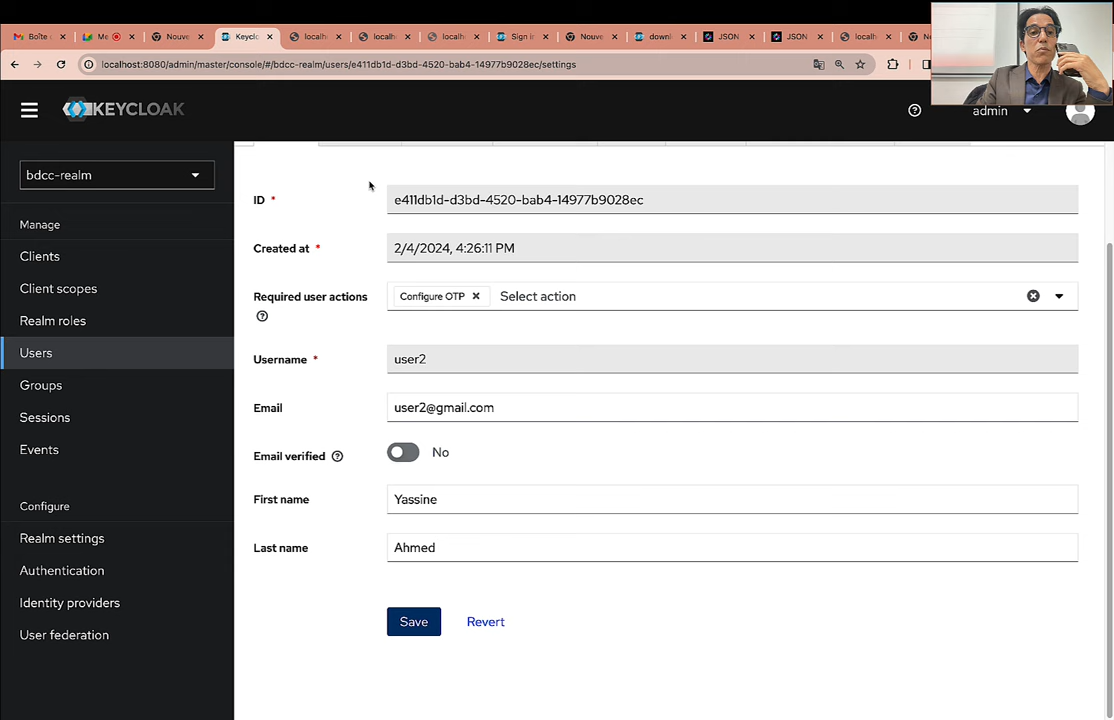 Boîte
Me
Nouve
Keyclo
localh
localh
localh
Sign i
Nouve
downl
JSON
JSON
localh
localhost:8080/admin/master/console/#/bdcc-realm/users/e411db1d-d3bd-4520-bab4-14977b9028ec/settings
KEYCLOAK
admin
bdcc-realm
Manage
Clients
Client scopes
Realm roles
Users
Groups
Sessions
Events
Configure
Realm settings
Authentication
Identity providers
User federation
ID *
e411db1d-d3bd-4520-bab4-14977b9028ec
Created at *
2/4/2024, 4:26:11 PM
Required user actions
Configure OTP
Select action
Username *
user2
Email
user2@gmail.com
Email verified
No
First name
Yassine
Last name
Ahmed
Save
Revert